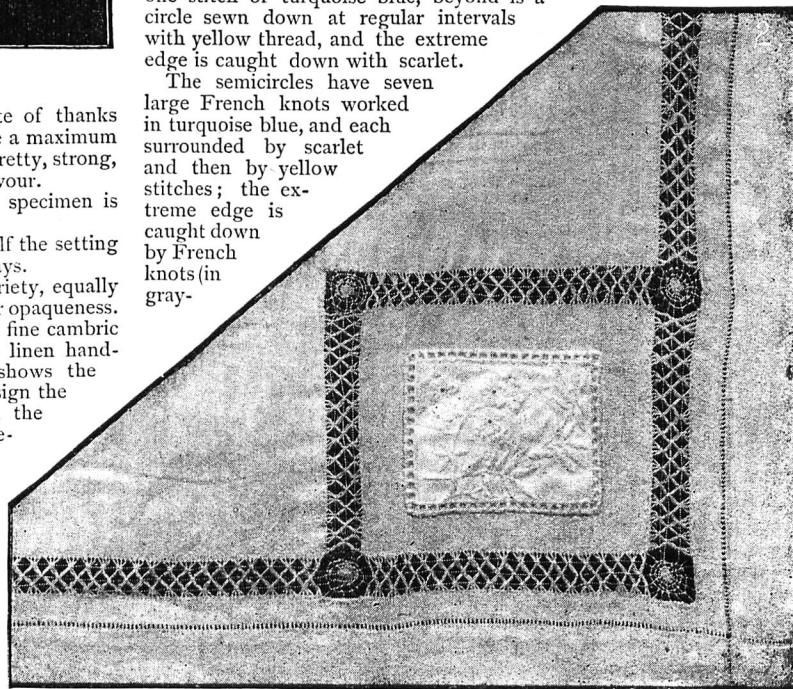 te of thanks
e a maximum
retty, strong,
your.
specimen is
lf the setting
ys.
riety, equally
r opaqueness.
fine cambric
linen hand-
shows the
sign the
the
e-
one stitch of turquoise blue, beyond is a
circle sewn down at regular intervals
with yellow thread, and the extreme
edge is caught down with scarlet.
The semicircles have seven
large French knots worked
in turquoise blue, and each
surrounded by scarlet
and then by yellow
stitches; the ex-
treme edge is
caught down
by French
knots (in
gray-
2